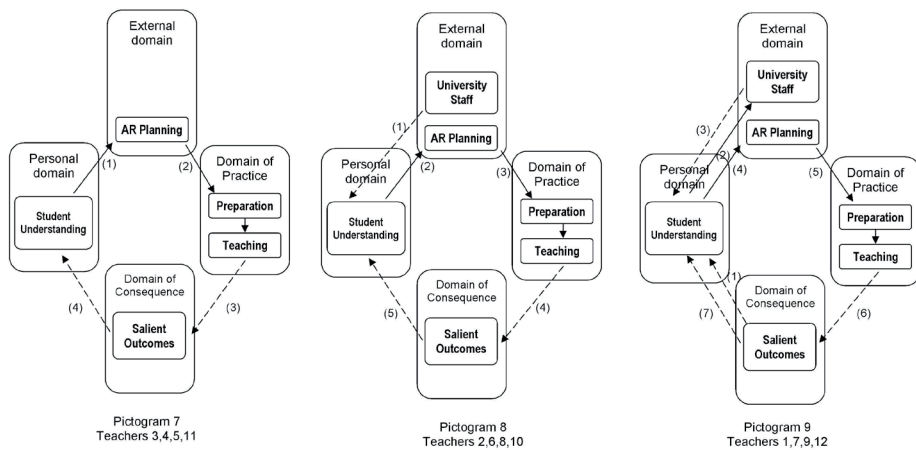 External
domain
AR Planning
(1)
(2)
Personal
domain
Student
Understanding
Domain of
Practice
Preparation
Teaching
Domain of
Consequence
(4)
(3)
Salient
Outcomes
Pictogram 7
Teachers 3,4,5,11
External
domain
University
Staff
(1)
AR Planning
Personal
domain
(2)
(3)
Domain of
Practice
Student
Understanding
Preparation
Teaching
Domain of
Consequence
(5)
(4)
Salient
Outcomes
Pictogram 8
Teachers 2,6,8,10
External
domain
University
Staff
(3)
AR Planning
(2)
Personal
domain
(4)
(5)
Domain of
Practice
Student
Understanding
Preparation
Teaching
(1)
Domain of
Consequence
(7)
(6)
Salient
Outcomes
Pictogram 9
Teachers 1,7,9,12